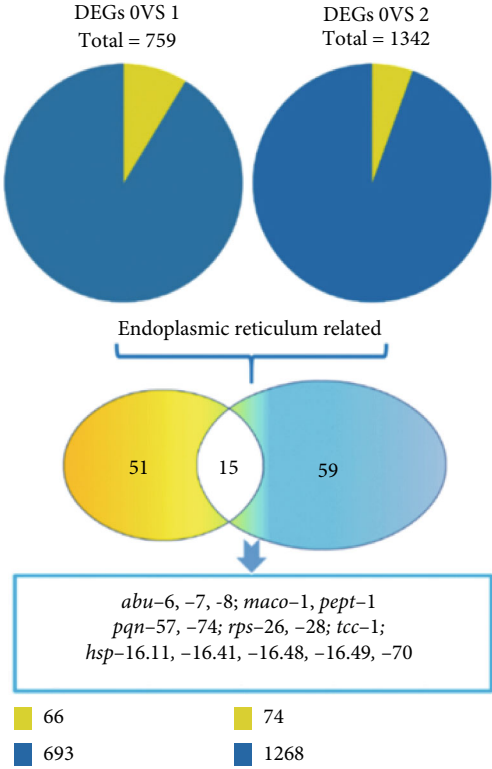 DEGs 0VS 1
Total = 759
DEGs 0VS 2
Total = 1342
Endoplasmic reticulum related
51
15
59
abu–6, –7, -8; maco–1, pept–1
pqn–57, –74; rps–26, –28; tcc–1;
hsp–16.11, –16.41, –16.48, –16.49, –70
66
74
693
1268